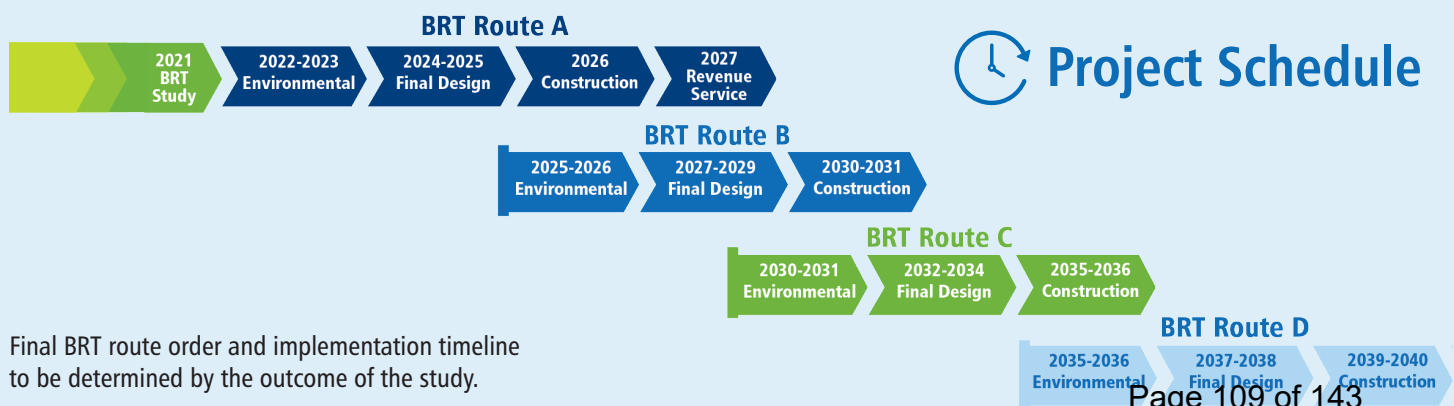 BRT Route A
2021
BRT
Study
2022-2023
Environmental
2024-2025
Final Design
2026
Construction
2027
Revenue
Service
Project Schedule
BRT Route B
2025-2026
Environmental
2027-2029
Final Design
2030-2031
Construction
BRT Route C
2030-2031
Environmental
2032-2034
Final Design
2035-2036
Construction
BRT Route D
2035-2036
Environmental
2037-2038
Final Design
2039-2040
Construction
Final BRT route order and implementation timeline
to be determined by the outcome of the study.
Page 109 of 143